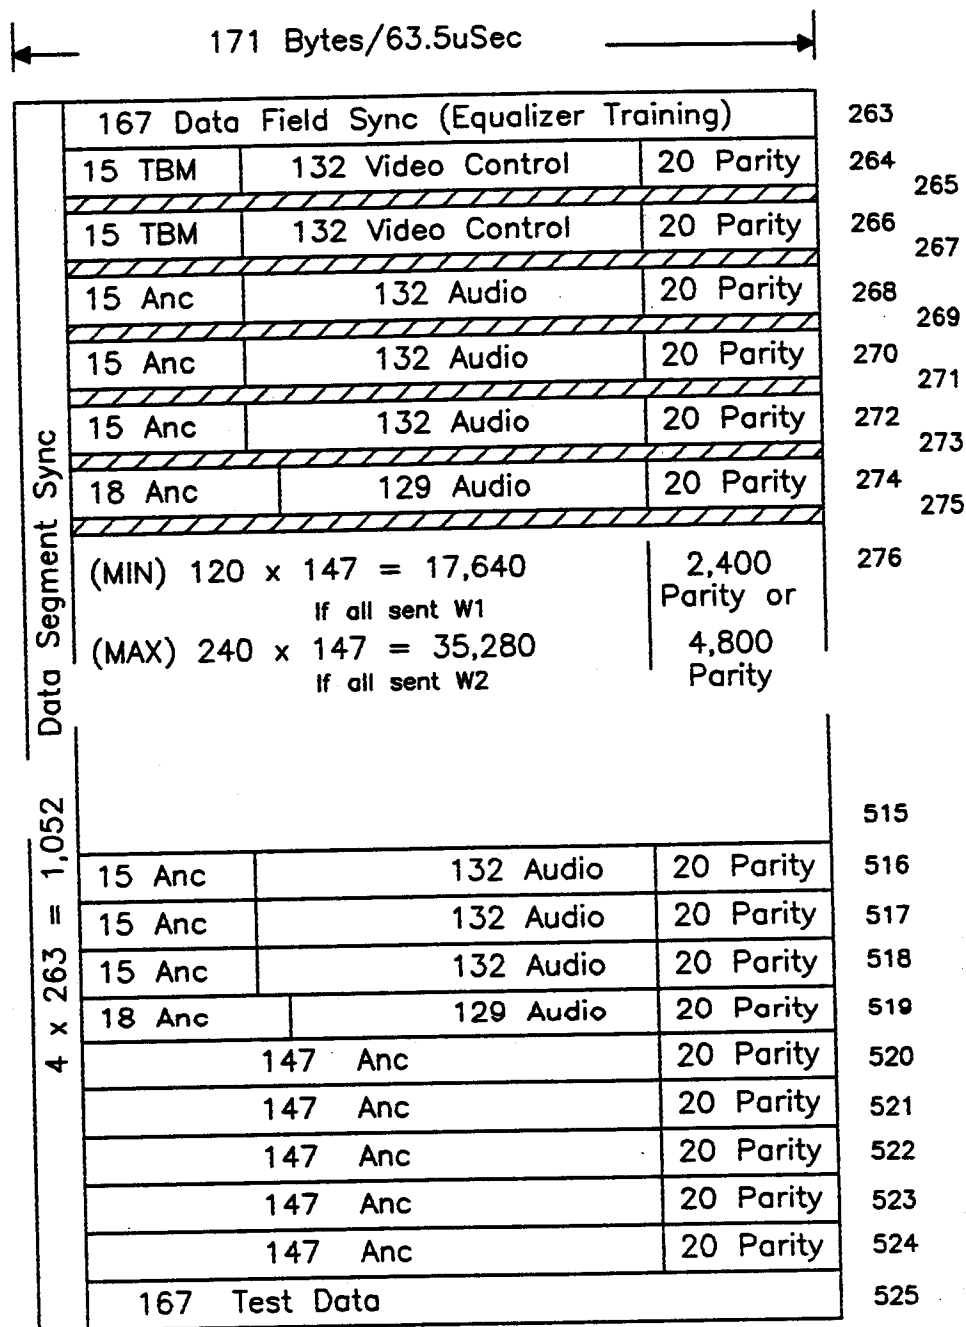 171 Bytes/63.5uSec
167 Data Field Sync (Equalizer Training) 263
15 TBM 132 Video Control 20 Parity 264
265
15 TBM 132 Video Control 20 Parity 266
267
15 Anc 132 Audio 20 Parity 268
269
15 Anc 132 Audio 20 Parity 270
271
15 Anc 132 Audio 20 Parity 272
273
18 Anc 129 Audio 20 Parity 274
275
(MIN) 120 x 147 = 17,640 2,400 276
If all sent W1 Parity or
(MAX) 240 x 147 = 35,280 4,800
If all sent W2 Parity
Data Segment Sync
515
15 Anc 132 Audio 20 Parity 516
15 Anc 132 Audio 20 Parity 517
15 Anc 132 Audio 20 Parity 518
18 Anc 129 Audio 20 Parity 519
147 Anc 20 Parity 520
147 Anc 20 Parity 521
147 Anc 20 Parity 522
147 Anc 20 Parity 523
147 Anc 20 Parity 524
167 Test Data 525
4 x 263 = 1,052